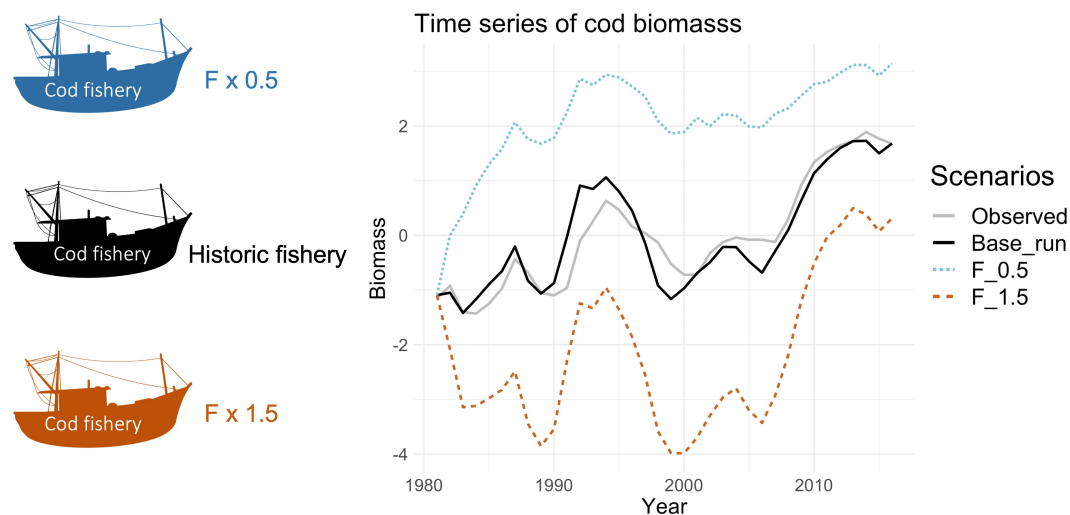 Cod fishery
F x 0.5
Cod fishery
Historic fishery
Cod fishery
F x 1.5
Time series of cod biomasss
Biomass
2
0
-2
-4
1980
1990
2000
2010
Year
Scenarios
Observed
Base_run
F_0.5
F_1.5